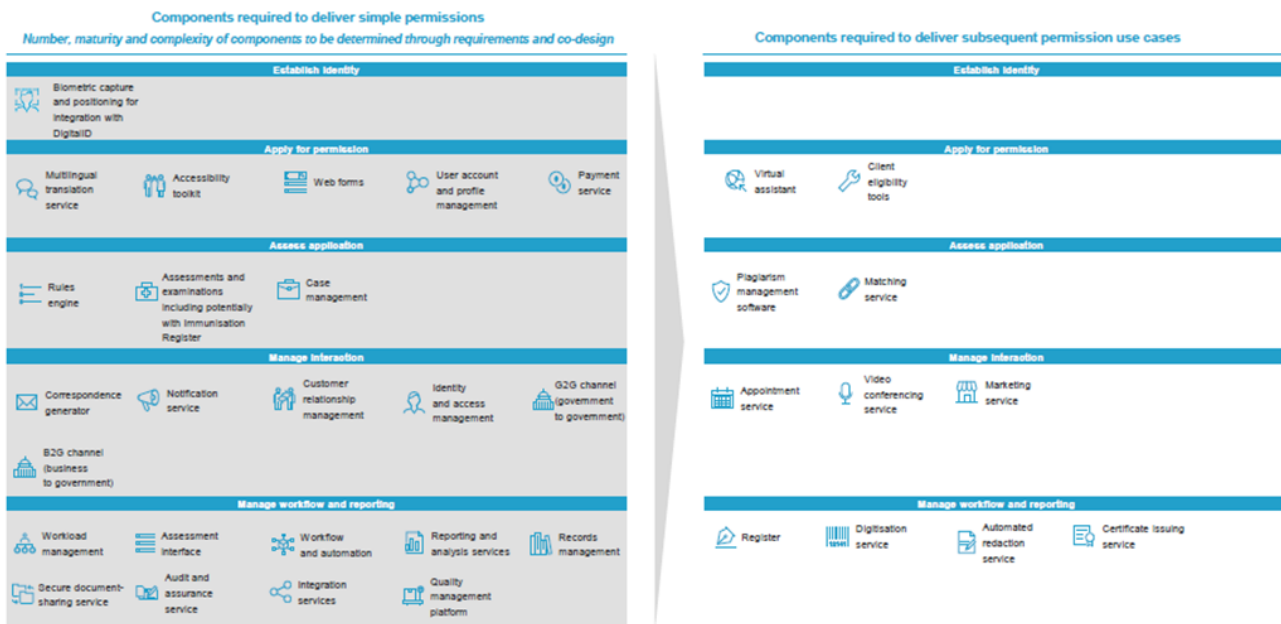 Components required to deliver simple permissions
Number, maturity and complexity of components to be determined through requirements and co-design
Establish Identity
Biometric capture
and positioning for
integration with
DigitalID
Apply for permission
Multilingual
translation
service
Accessibility
toolkit
Web forms
User account
and profile
management
Payment
service
Assess application
Rules
engine
Assessments and
examinations
including potentially
with Immunisation
Register
Case
management
Manage Interaction
Correspondence
generator
Notification
service
Customer
relationship
management
Identity
and access
management
G2G channel
(government
to government)
B2G channel
(business
to government)
Manage workflow and reporting
Workload
management
Assessment
interface
Workflow
and automation
Reporting and
analysis services
Records
management
Secure document-
sharing service
Audit and
assurance
service
Integration
services
Quality
management
platform
Components required to deliver subsequent permission use cases
Establish Identity
Apply for permission
Virtual
assistant
Client
eligibility
tools
Assess application
Plagiarism
management
software
Matching
service
Manage Interaction
Appointment
service
Video
conferencing
service
Marketing
service
Manage workflow and reporting
Register
Digitisation
service
Automated
redaction
service
Certificate issuing
service